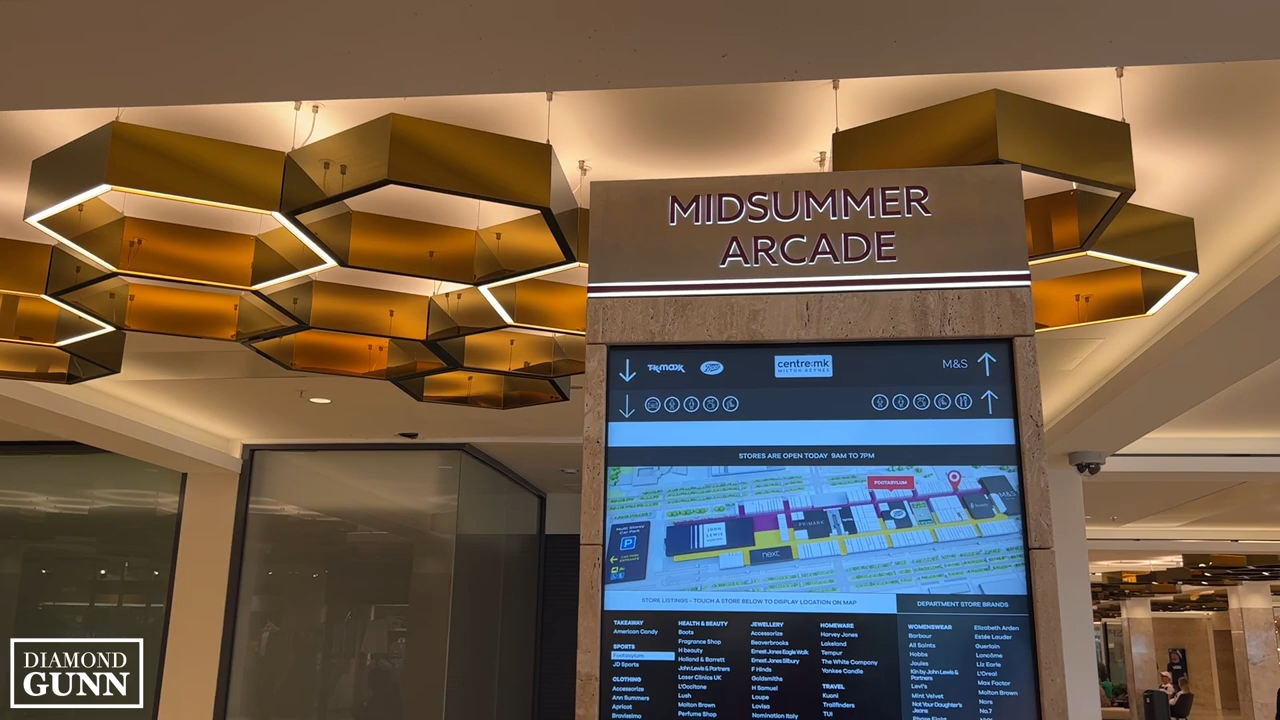 MIDSUMMER
ARCADE
TK maxx
Boots
centre:mk
MILTON KEYNES
M&S
STORES ARE OPEN TODAY 9AM TO 7PM
FOOTASYLUM
M&S
Multi Storey
Car Park
P
JOHN
LEWIS
PRIMARK
next
STORE LISTINGS - TOUCH A STORE BELOW TO DISPLAY LOCATION ON MAP
DEPARTMENT STORE BRANDS
TAKEAWAY
American Candy
SPORTS
Footasylum
JD Sports
CLOTHING
Accessorize
Ann Summers
Apricot
Bravissimo
HEALTH & BEAUTY
Boots
Fragrance Shop
H beauty
Holland & Barrett
John Lewis & Partners
Laser Clinics UK
L'Occitane
Lush
Molton Brown
Perfume Shop
JEWELLERY
Accessorize
Beaverbrooks
Ernest Jones Eagle Walk
Ernest Jones Silbury
F Hinds
Goldsmiths
H Samuel
Loupe
Lovisa
Nomination Italy
HOMEWARE
Harvey Jones
Lakeland
Tempur
The White Company
Yankee Candle
TRAVEL
Kuoni
Trailfinders
TUI
WOMENSWEAR
Barbour
All Saints
Hobbs
Joules
Kin by John Lewis &
Partners
Levi's
Mint Velvet
Not Your Daughter's
Jeans
Phase Eight
Elizabeth Arden
Estée Lauder
Guerlain
Lancôme
Liz Earle
L'Oreal
Max Factor
Molton Brown
Nars
No.7
DIAMOND
GUNN